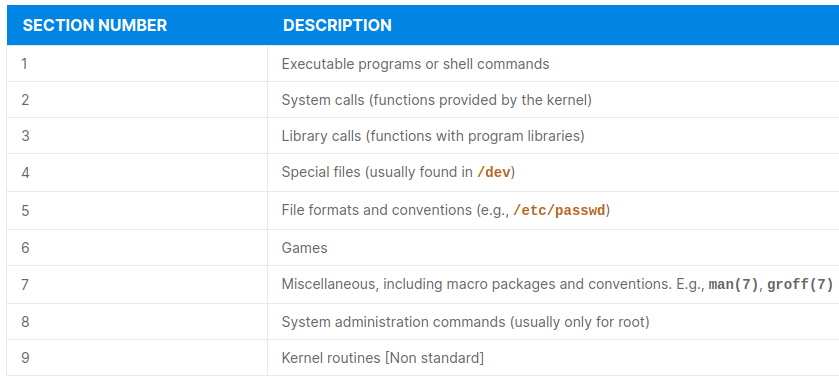 SECTION NUMBER DESCRIPTION
1 Executable programs or shell commands
2 System calls (functions provided by the kernel)
3 Library calls (functions with program libraries)
4 Special files (usually found in /dev)
5 File formats and conventions (e.g., /etc/passwd)
6 Games
7 Miscellaneous, including macro packages and conventions. E.g., man(7), groff(7)
8 System administration commands (usually only for root)
9 Kernel routines [Non standard]